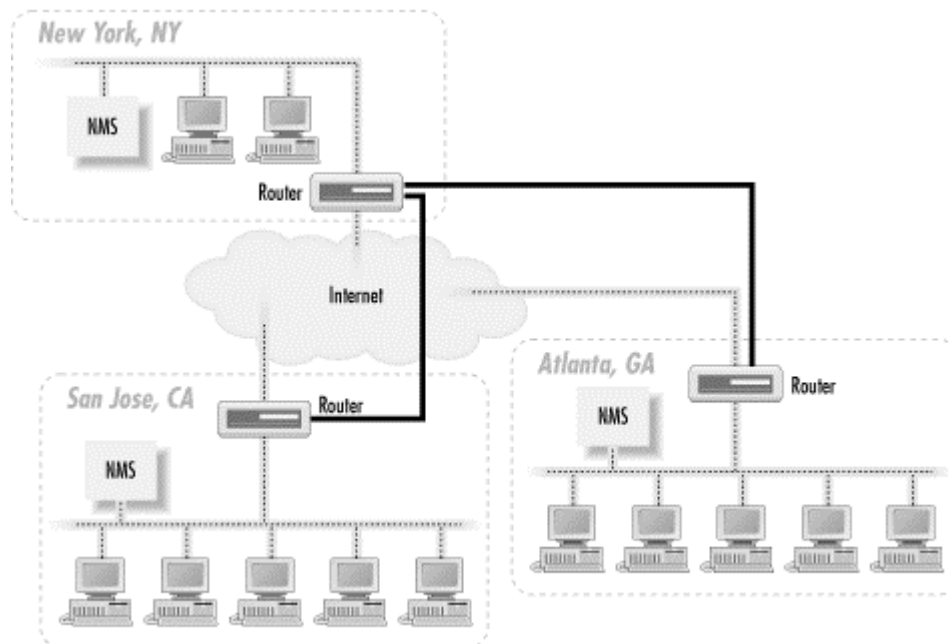 New York, NY
NMS
Router
Internet
San Jose, CA
Router
NMS
Atlanta, GA
Router
NMS